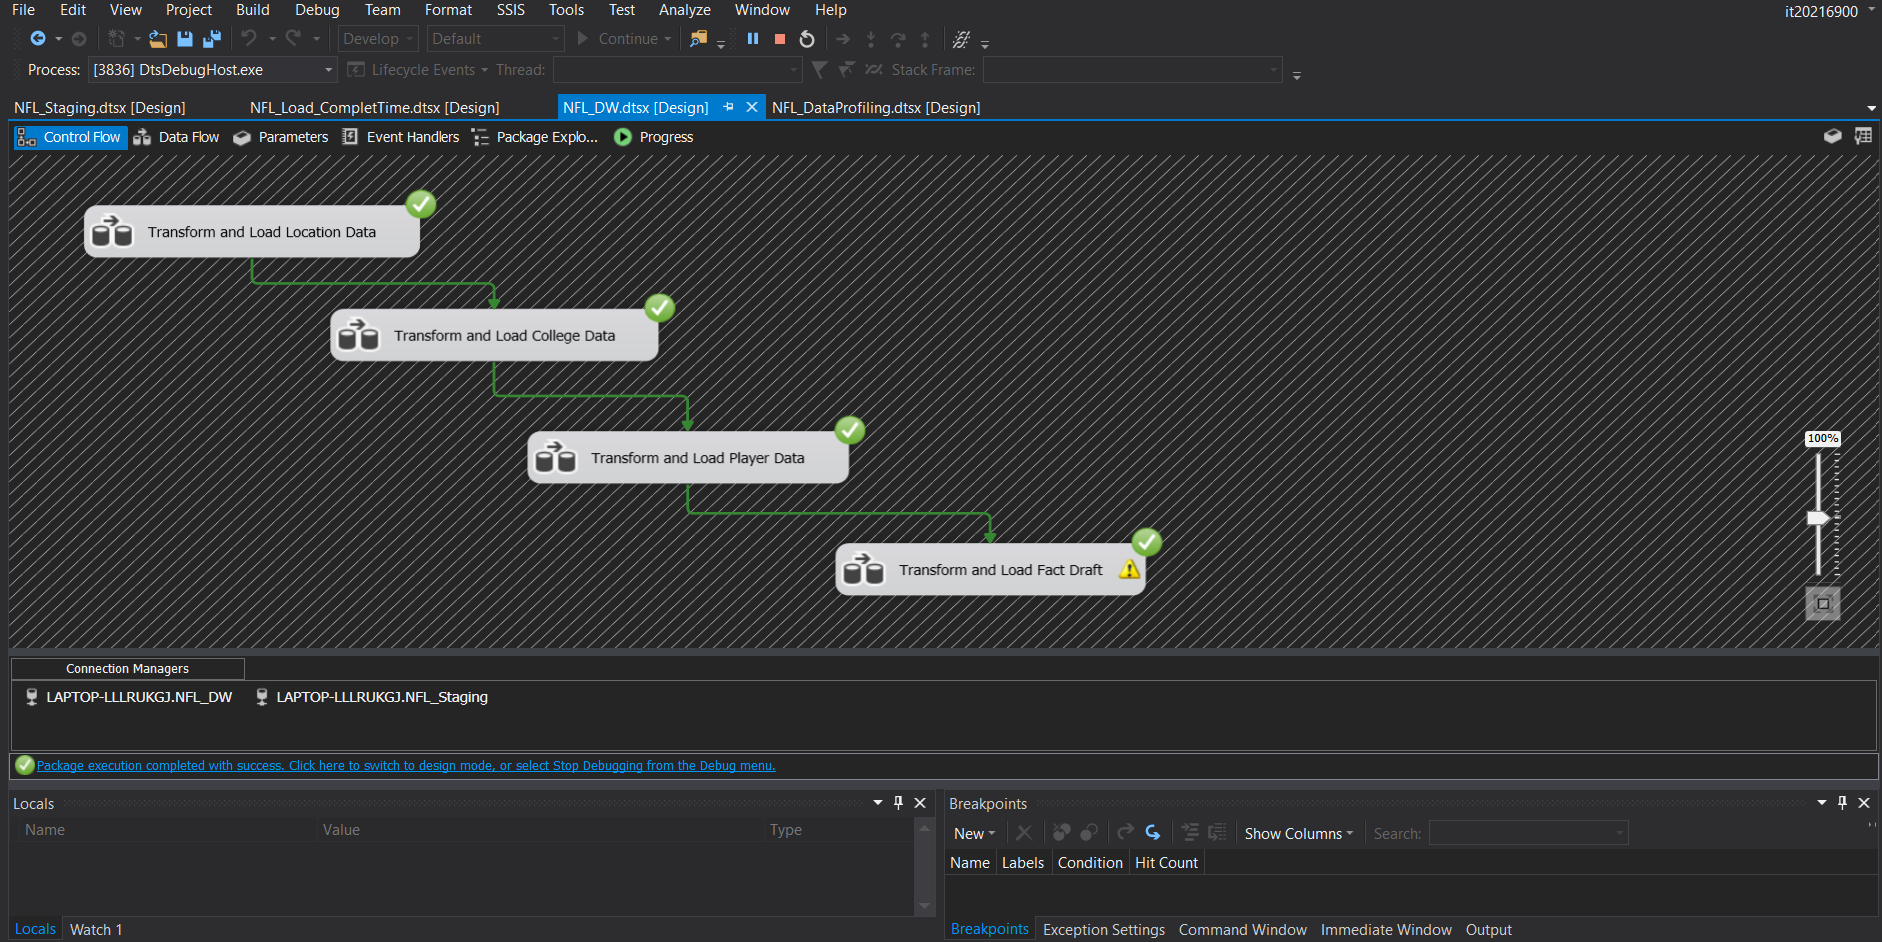 File Edit View Project Build Debug Team Format SSIS Tools Test Analyze Window Help it20216900
Develop Default Continue
Process: [3836] DtsDebugHost.exe Lifecycle Events Thread: Stack Frame:
NFL_Staging.dtsx [Design] NFL_Load_CompletTime.dtsx [Design] NFL_DW.dtsx [Design] NFL_DataProfiling.dtsx [Design]
Control Flow Data Flow Parameters Event Handlers Package Explo... Progress
Transform and Load Location Data
Transform and Load College Data
Transform and Load Player Data
100%
Transform and Load Fact Draft
Connection Managers
LAPTOP-LLLRUKGJ.NFL_DW LAPTOP-LLLRUKGJ.NFL_Staging
Package execution completed with success. Click here to switch to design mode, or select Stop Debugging from the Debug menu.
Locals
Name Value Type
Locals Watch 1
Breakpoints
New Show Columns Search:
Name Labels Condition Hit Count
Breakpoints Exception Settings Command Window Immediate Window Output